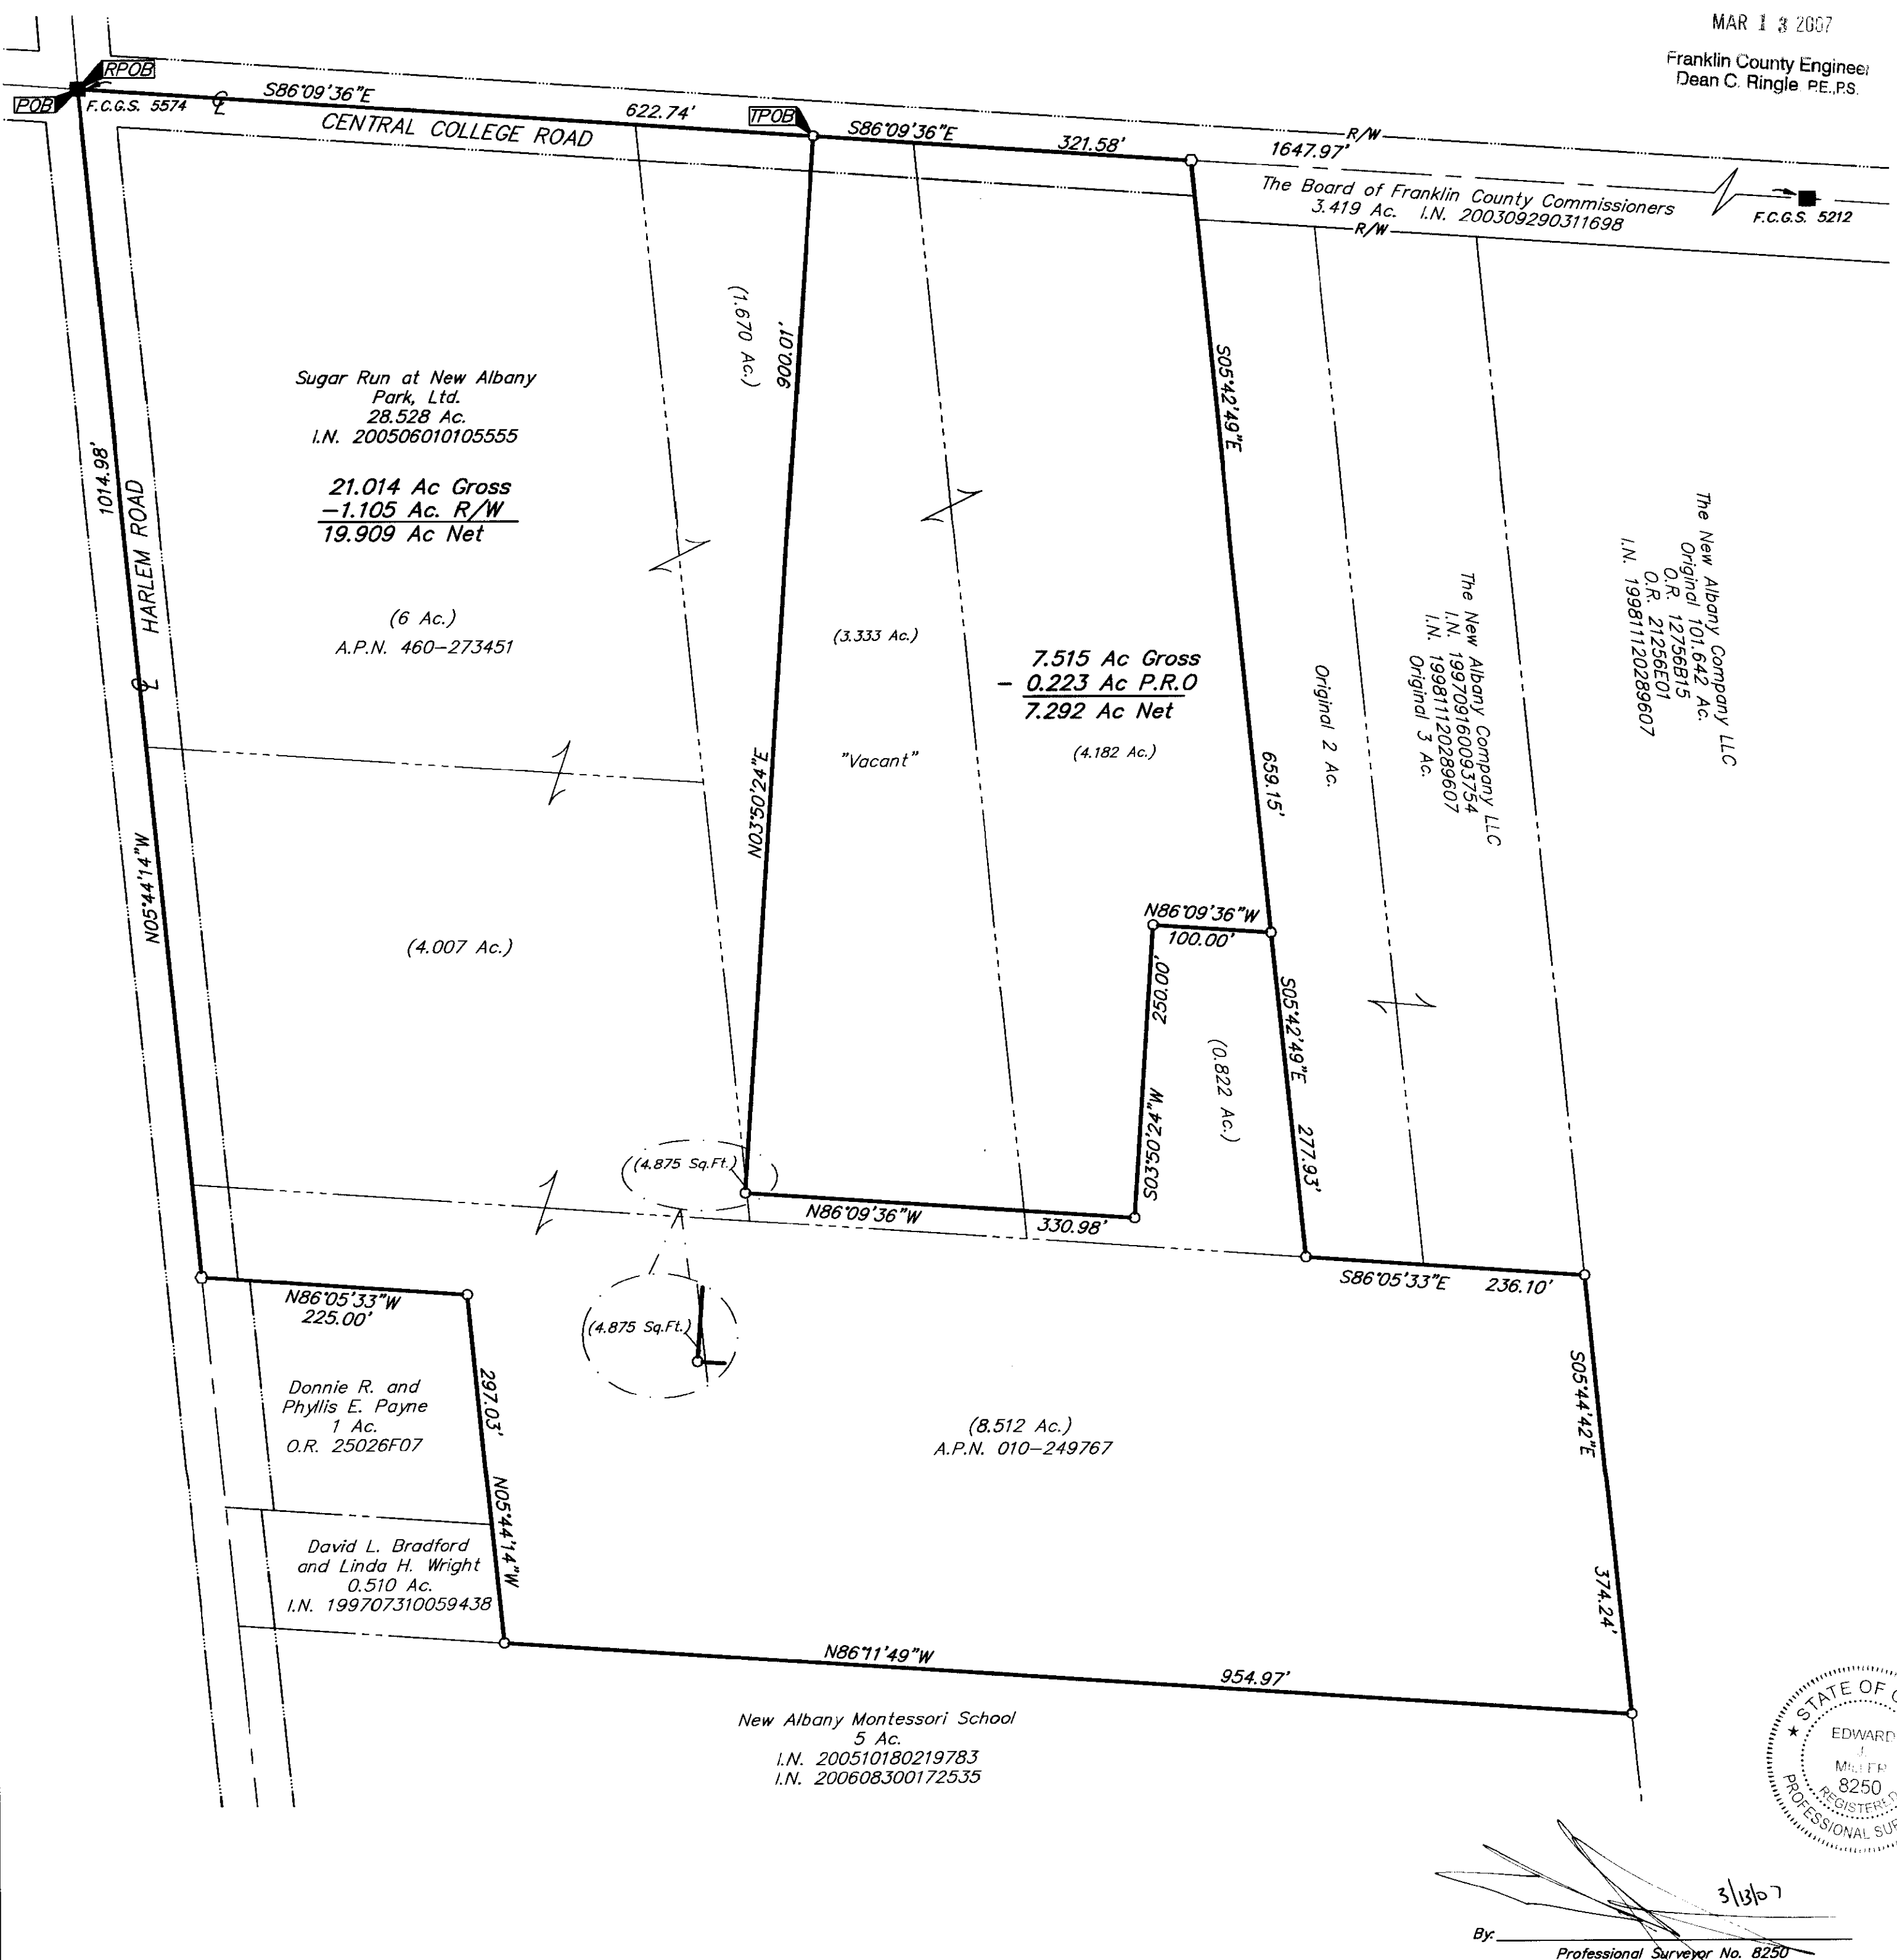 MAR 1 3 2007
Franklin County Engineer
Dean C. Ringle P.E., P.S.
RPOB
POB
F.C.G.S. 5574
S86°09'36"E
622.74'
CENTRAL COLLEGE ROAD
TPOB
S86°09'36"E
321.58'
R/W
1647.97'
The Board of Franklin County Commissioners
3.419 Ac. I.N. 200309290311698
R/W
F.C.G.S. 5212
(1.670 Ac.)
900.01'
N03°50'24"E
Sugar Run at New Albany
Park, Ltd.
28.528 Ac.
I.N. 200506010105555
21.014 Ac Gross
-1.105 Ac. R/W
19.909 Ac Net
(6 Ac.)
A.P.N. 460-273451
1014.98'
HARLEM ROAD
N05°44'14"W
(4.007 Ac.)
(3.333 Ac.)
"Vacant"
7.515 Ac Gross
- 0.223 Ac P.R.O
7.292 Ac Net
(4.182 Ac.)
S05°42'49"E
659.15'
Original 2 Ac.
The New Albany Company LLC
I.N. 199709160093754
I.N. 199811120289607
Original 3 Ac.
The New Albany Company LLC
Original 101.642 Ac.
O.R. 12756B15
O.R. 21256E01
I.N. 199811120289607
N86°09'36"W
100.00'
250.00'
S03°50'24"W
(0.822 Ac.)
S05°42'49"E
277.93'
(4.875 Sq.Ft.)
N86°09'36"W
330.98'
S86°05'33"E
236.10'
N86°05'33"W
225.00'
(4.875 Sq.Ft.)
Donnie R. and
Phyllis E. Payne
1 Ac.
O.R. 25026F07
297.03'
N05°44'14"W
(8.512 Ac.)
A.P.N. 010-249767
S05°44'42"E
374.24'
David L. Bradford
and Linda H. Wright
0.510 Ac.
I.N. 199707310059438
N86°11'49"W
954.97'
New Albany Montessori School
5 Ac.
I.N. 200510180219783
I.N. 200608300172535
STATE OF O
EDWARD
J.
MILLER
8250
REGISTERED
PROFESSIONAL SUR
3/13/07
By:
Professional Surveyor No. 8250